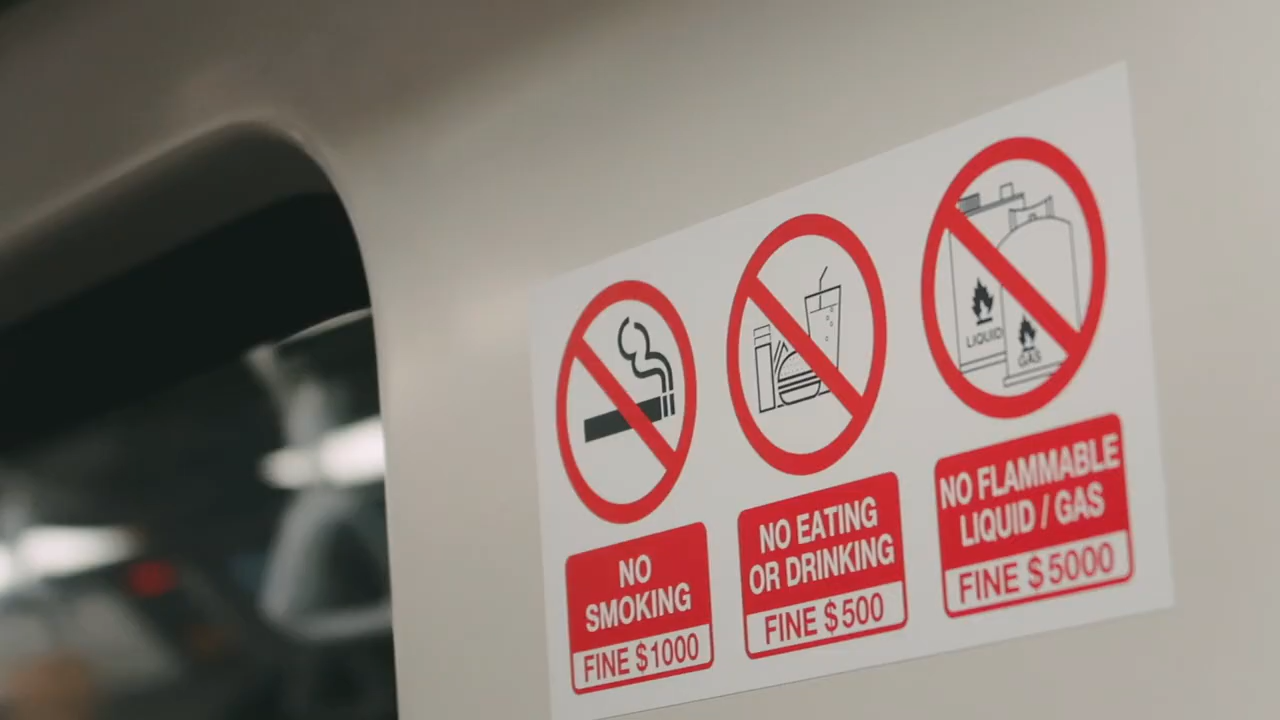 NO
SMOKING
FINE $1000
NO EATING
OR DRINKING
FINE $500
LIQUID
GAS
NO FLAMMABLE
LIQUID / GAS
FINE $5000